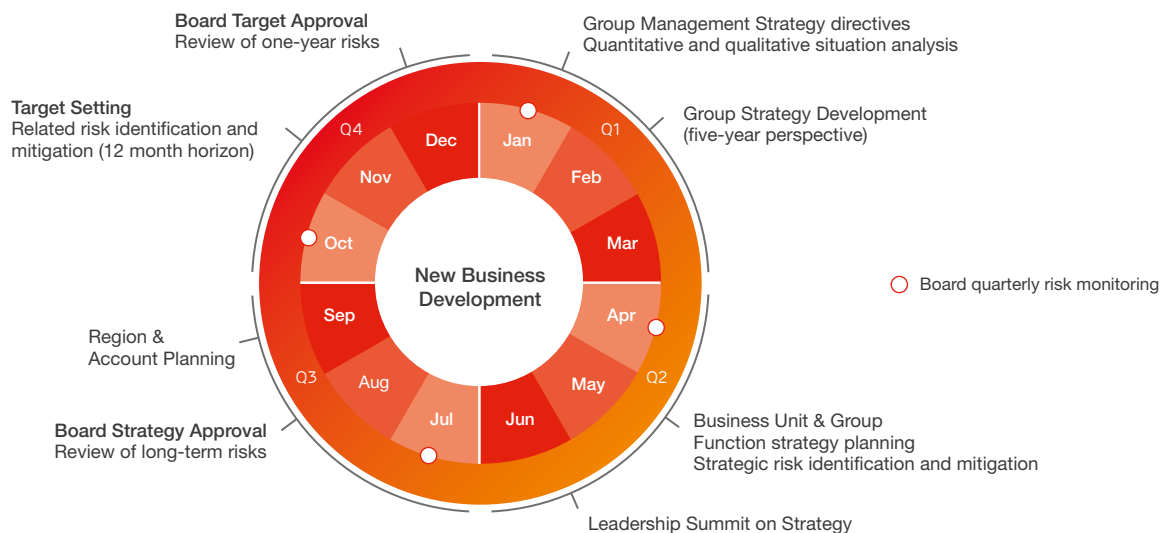 Board Target Approval
Review of one-year risks
Group Management Strategy directives
Quantitative and qualitative situation analysis
Target Setting
Related risk identification and
mitigation (12 month horizon)
Group Strategy Development
(five-year perspective)
Q4
Q1
Dec
Jan
Nov
Feb
Oct
Mar
New Business
Development
Board quarterly risk monitoring
Sep
Apr
Region &
Account Planning
Aug
May
Q3
Q2
Jul
Jun
Board Strategy Approval
Review of long-term risks
Business Unit & Group
Function strategy planning
Strategic risk identification and mitigation
Leadership Summit on Strategy